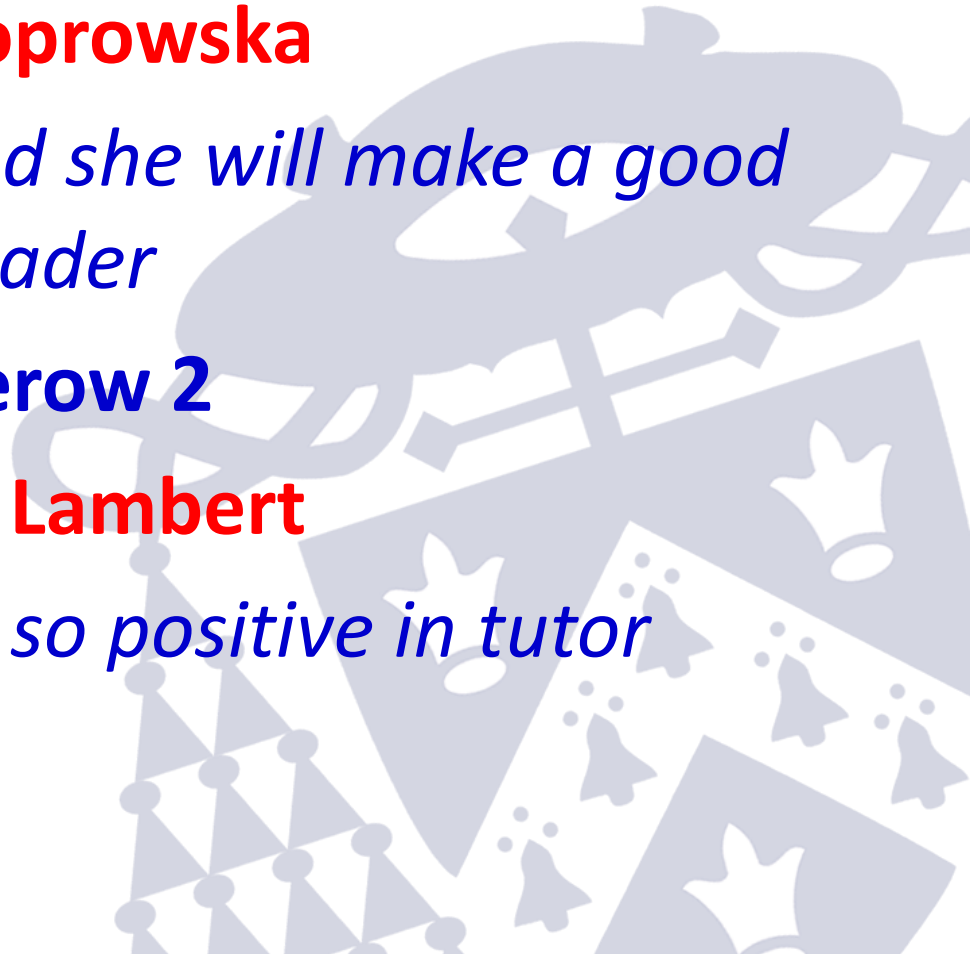 oprowska
d she will make a good
ader
erow 2
Lambert
so positive in tutor